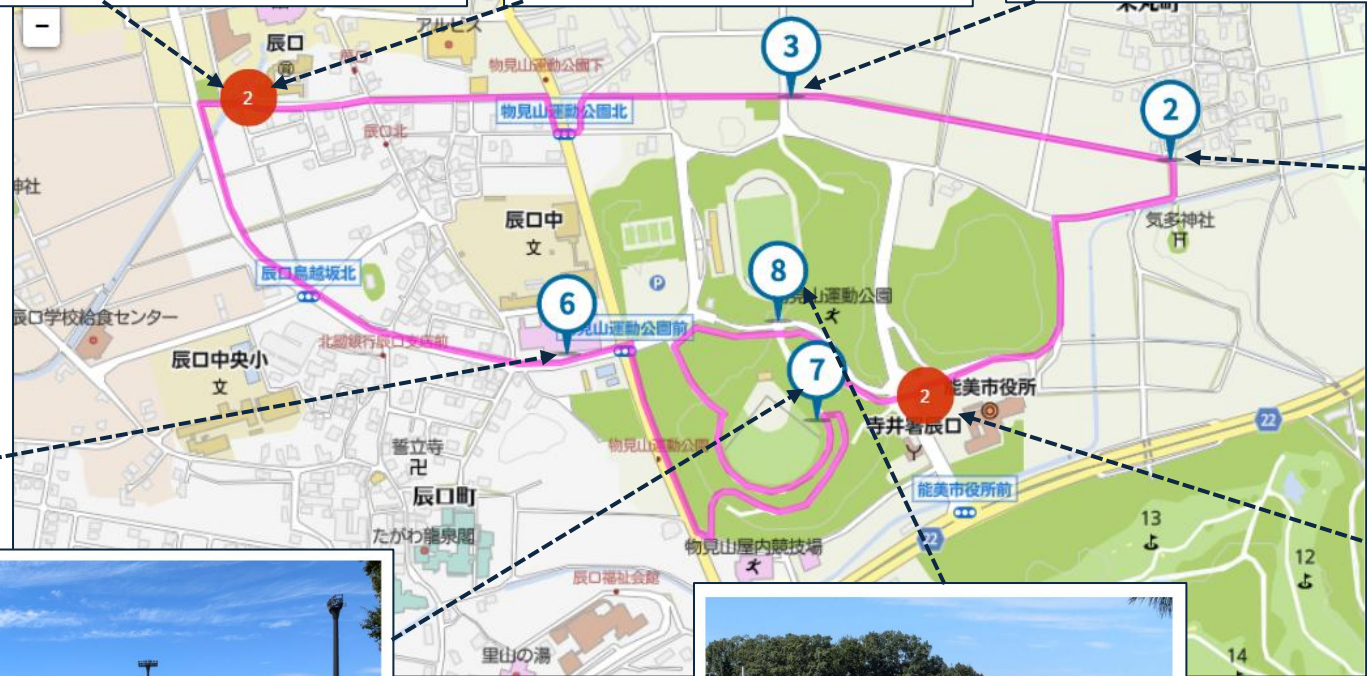 −
アルビス
辰口
辰口
2
物見山運動公園下
3
2
物見山運動公園北
辰口北
神社
気多神社
辰口中
文
辰口鳥越坂北
P
8
物見山運動公園
6
物見山運動公園前
辰口学校給食センター
北國銀行辰口支店前
辰口中央小
文
7
2
能美市役所
寺井署辰口
22
誓立寺
物見山運動公園
辰口町
能美市役所前
たがわ龍泉閣
22
物見山屋内競技場
13
12
辰口福祉会館
里山の湯
14